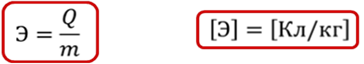 Э = Q/m
[Э] = [Кл/кг]